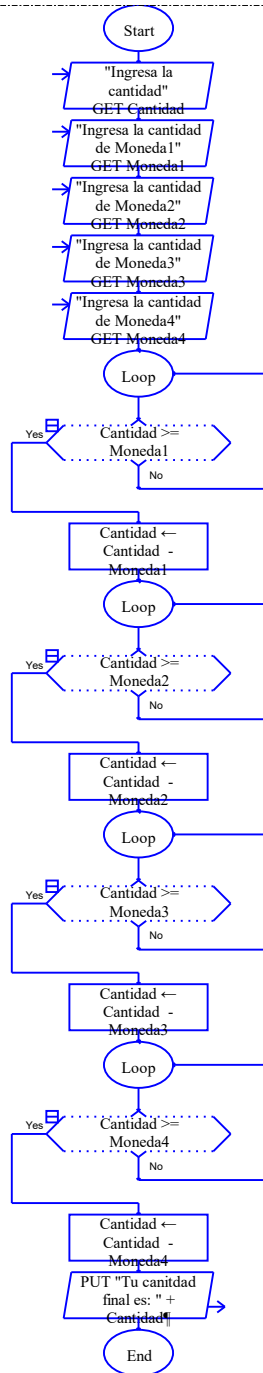 Start
"Ingresa la
cantidad"
GET Cantidad
"Ingresa la cantidad
de Moneda1"
GET Moneda1
"Ingresa la cantidad
de Moneda2"
GET Moneda2
"Ingresa la cantidad
de Moneda3"
GET Moneda3
"Ingresa la cantidad
de Moneda4"
GET Moneda4
Loop
Yes
Cantidad >=
Moneda1
No
Cantidad ←
Cantidad -
Moneda1
Loop
Yes
Cantidad >=
Moneda2
No
Cantidad ←
Cantidad -
Moneda2
Loop
Yes
Cantidad >=
Moneda3
No
Cantidad ←
Cantidad -
Moneda3
Loop
Yes
Cantidad >=
Moneda4
No
Cantidad ←
Cantidad -
Moneda4
PUT "Tu canitdad
final es: " +
Cantidad¶
End